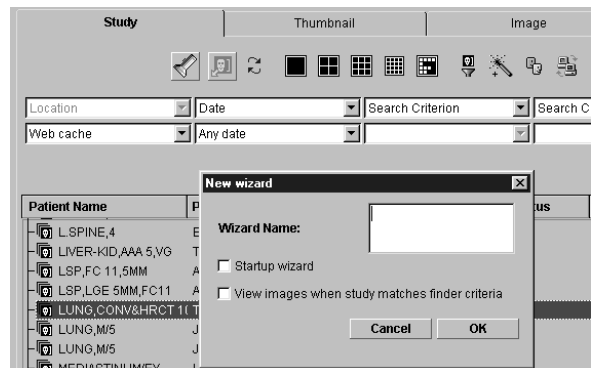 Study Thumbnail Image
Location Date Search Criterion Search C
Web cache Any date
New wizard
Patient Name P tus
Wizard Name:
L.SPINE,4 E
LIVER-KID,AAA 5,VG T
Startup wizard
LSP,FC 11,5MM A
LSP,LGE 5MM,FC11 A
View images when study matches finder criteria
LUNG,CONV&HRCT 1( T
LUNG,M/5 J
Cancel OK
LUNG,M/5 J
MEDIASTINUM/EX